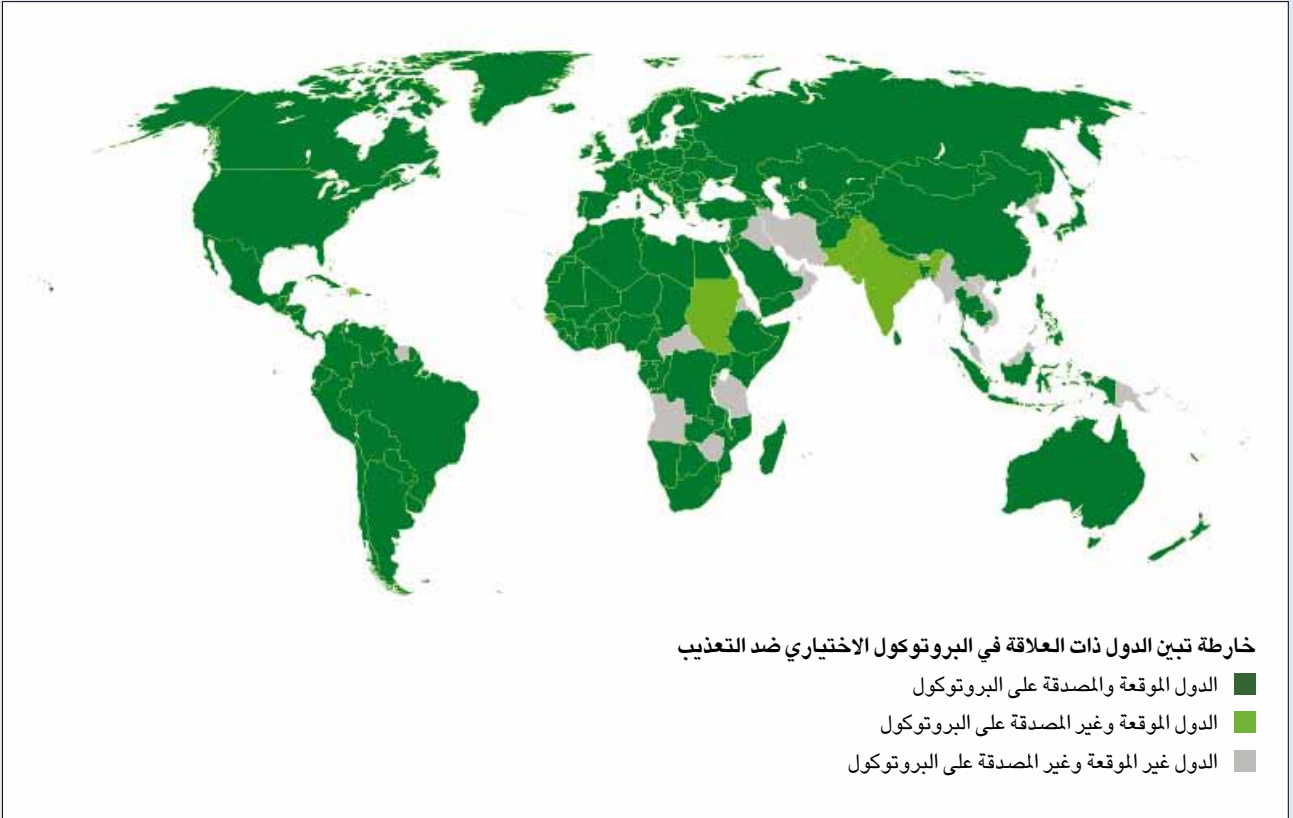 خارطة تبين الدول ذات العلاقة في البروتوكول الاختياري ضد التعذيب
الدول الموقعة والمصدقة على البروتوكول
الدول الموقعة وغير المصدقة على البروتوكول
الدول غير الموقعة وغير المصدقة على البروتوكول